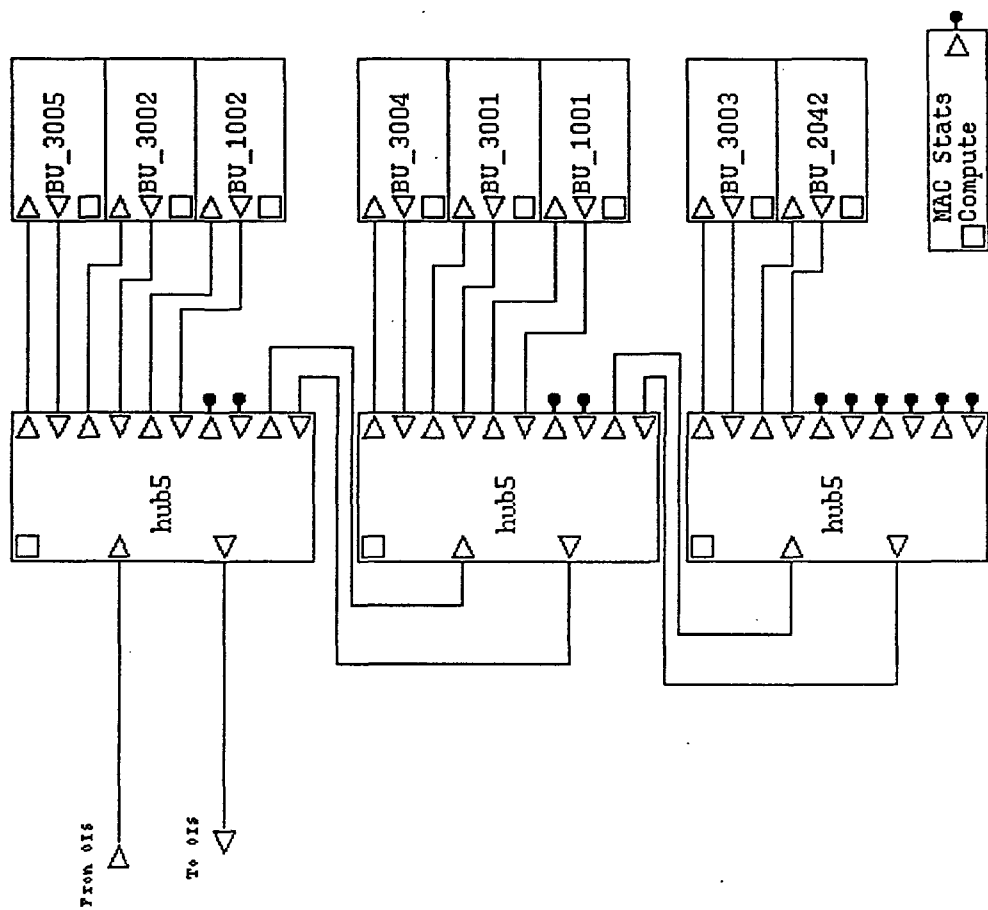 From OIS
To OIS
hub5
BU_3005
BU_3002
BU_1002
hub5
BU_3004
BU_3001
BU_1001
hub5
BU_3003
BU_2042
MAC Stats
Compute